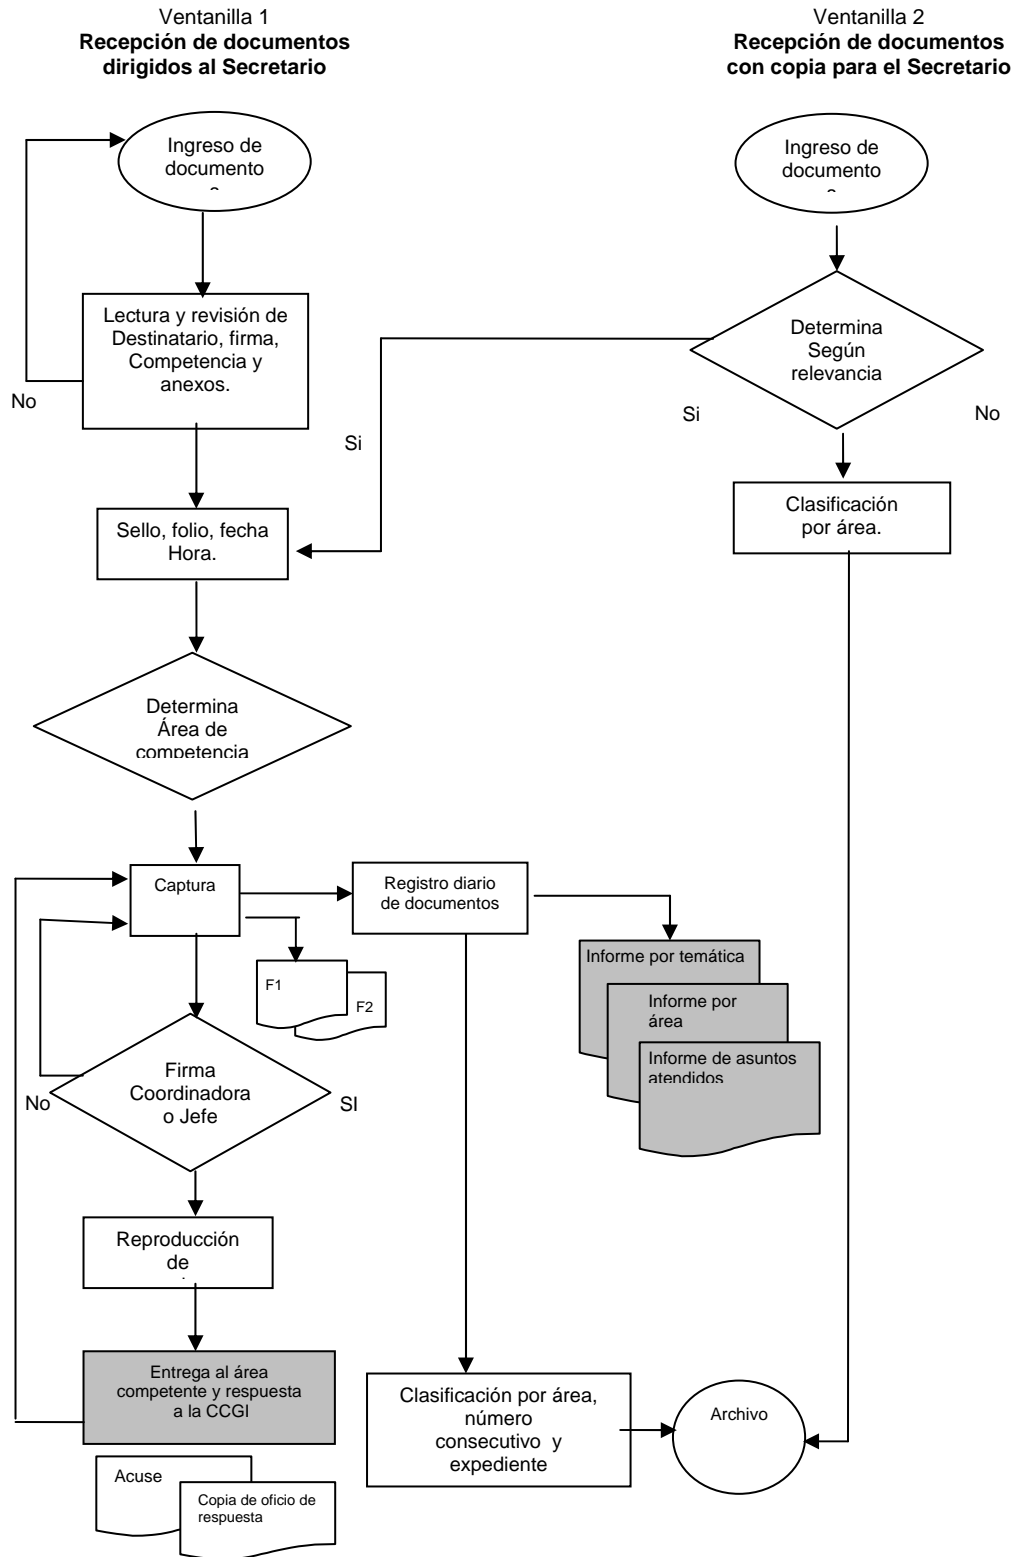 Ventanilla 1
Recepción de documentos
dirigidos al Secretario
Ventanilla 2
Recepción de documentos
con copia para el Secretario
Ingreso de
documento
Ingreso de
documento
Lectura y revisión de
Destinatario, firma,
Competencia y
anexos.
No
Determina
Según
relevancia
Si
Si
No
Clasificación
por área.
Sello, folio, fecha
Hora.
Determina
Área de
competencia
Captura
Registro diario
de documentos
F1
F2
Informe por temática
Informe por
área
Informe de asuntos
atendidos
Firma
Coordinadora
o Jefe
No
SI
Reproducción
de
Entrega al área
competente y respuesta
a la CCGI
Clasificación por área,
número
consecutivo y
expediente
Archivo
Acuse
Copia de oficio de
respuesta